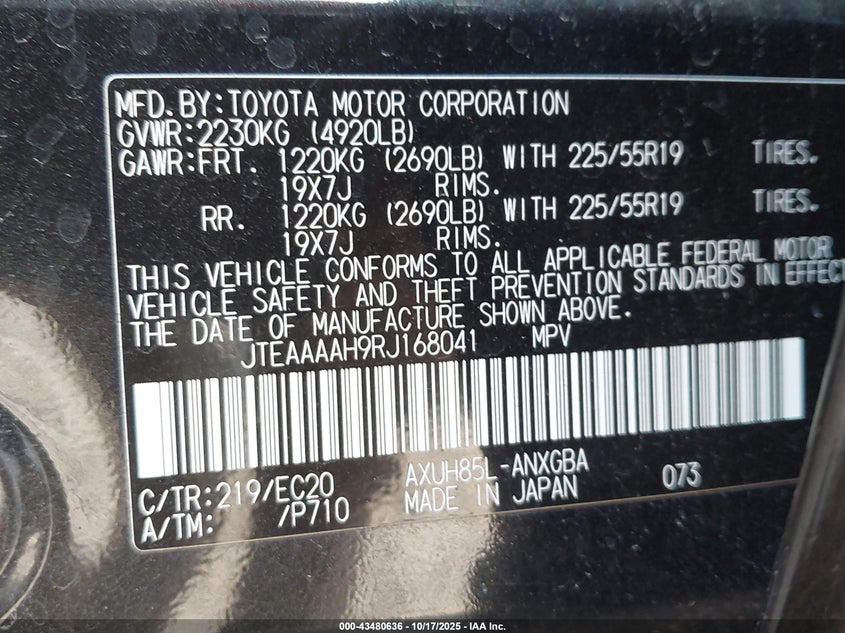 MFD.BY:TOYOTA MOTOR CORPORATION
GVWR:2230KG (4920LB)
GAWR:FRT. 1220KG (2690LB) WITH 225/55R19 TIRES.
19X7J RIMS.
RR. 1220KG (2690LB) WITH 225/55R19 TIRES.
19X7J RIMS.
THIS VEHICLE CONFORMS TO ALL APPLICABLE FEDERAL MOTOR
VEHICLE SAFETY AND THEFT PREVENTION STANDARDS IN EFFECT
THE DATE OF MANUFACTURE SHOWN ABOVE.
JTEAAAAH9RJ168041 MPV
C/TR:219/EC20 AXUH85L-ANXGBA 073
A/TM: /P710 MADE IN JAPAN
000-43480636 - 10/17/2025 - IAA Inc.